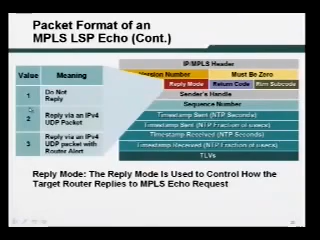 Packet Format of an
MPLS LSP Echo (Cont.)
Value Meaning
1 Do Not
Reply
2 Reply via an IPv4
UDP Packet
3 Reply via an IPv4
UDP packet with
Router Alert
IP/MPLS Header
Version Number Must Be Zero
Reply Mode Return Code Rtrn Subcode
Sender's Handle
Sequence Number
Timestamp Sent (NTP Seconds)
Timestamp Sent (NTP Fraction of usecs)
Timestamp Received (NTP Seconds)
Timestamp Received (NTP Fraction of usecs)
TLVs
Reply Mode: The Reply Mode Is Used to Control How the
Target Router Replies to MPLS Echo Request